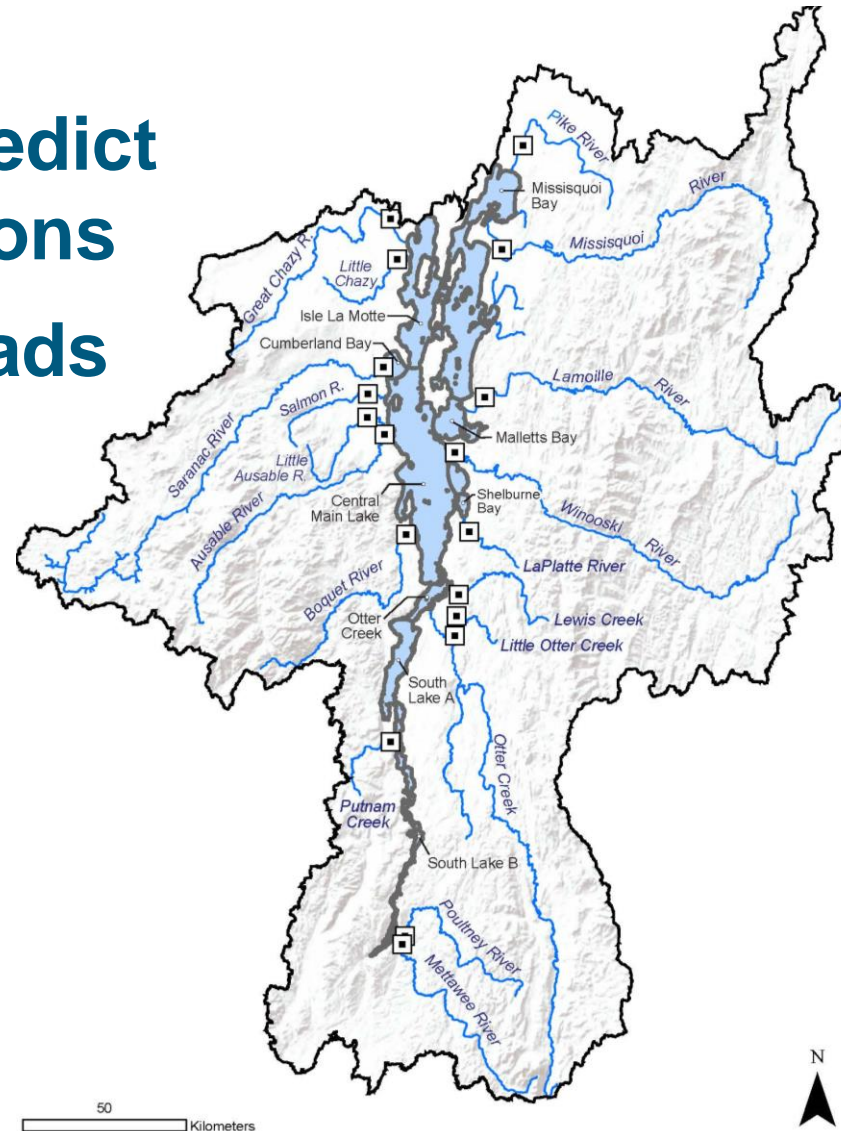 edict
ons
ads
Pike River
Missisquoi
Bay
River
Missisquoi
Great Chazy R.
Little
Chazy
Isle La Motte
Cumberland Bay
Lamoille
River
Salmon R.
Saranac River
Malletts Bay
Little
Ausable R.
Ausable River
Central
Main Lake
Shelburne
Bay
Winooski
River
LaPlatte River
Boquet River
Otter
Creek
Lewis Creek
Little Otter Creek
South
Lake A
Otter Creek
Putnam
Creek
South Lake B
Poultney River
Mettawee River
N
50
Kilometers